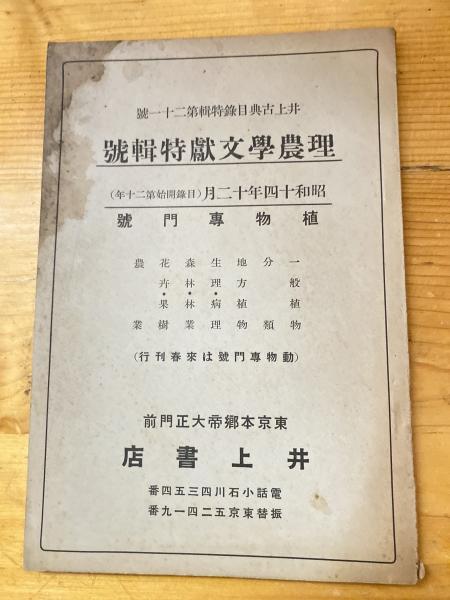 井上古典目錄特輯第二十一號
理農學文獻特輯號
昭和十四年十二月(目錄開始第二十年)
植物專門號
一般植物
分類
地方植物
生理・病理
森林・林業
花卉・果樹
農業
(動物專門號は來春刊行)
東京本鄕帝大正門前
井上書店
電話小石川四三五四番
振替東京五二四一九番